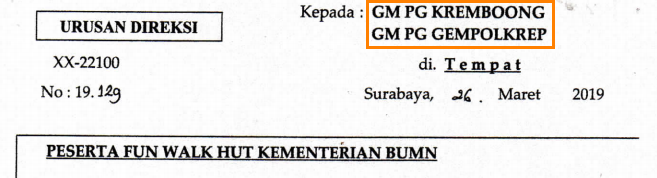 URUSAN DIREKSI
Kepada : GM PG KREMBOONG
GM PG GEMPOLKREP
XX-22100
di. Tempat
No : 19.129
Surabaya, 26. Maret 2019
PESERTA FUN WALK HUT KEMENTERIAN BUMN